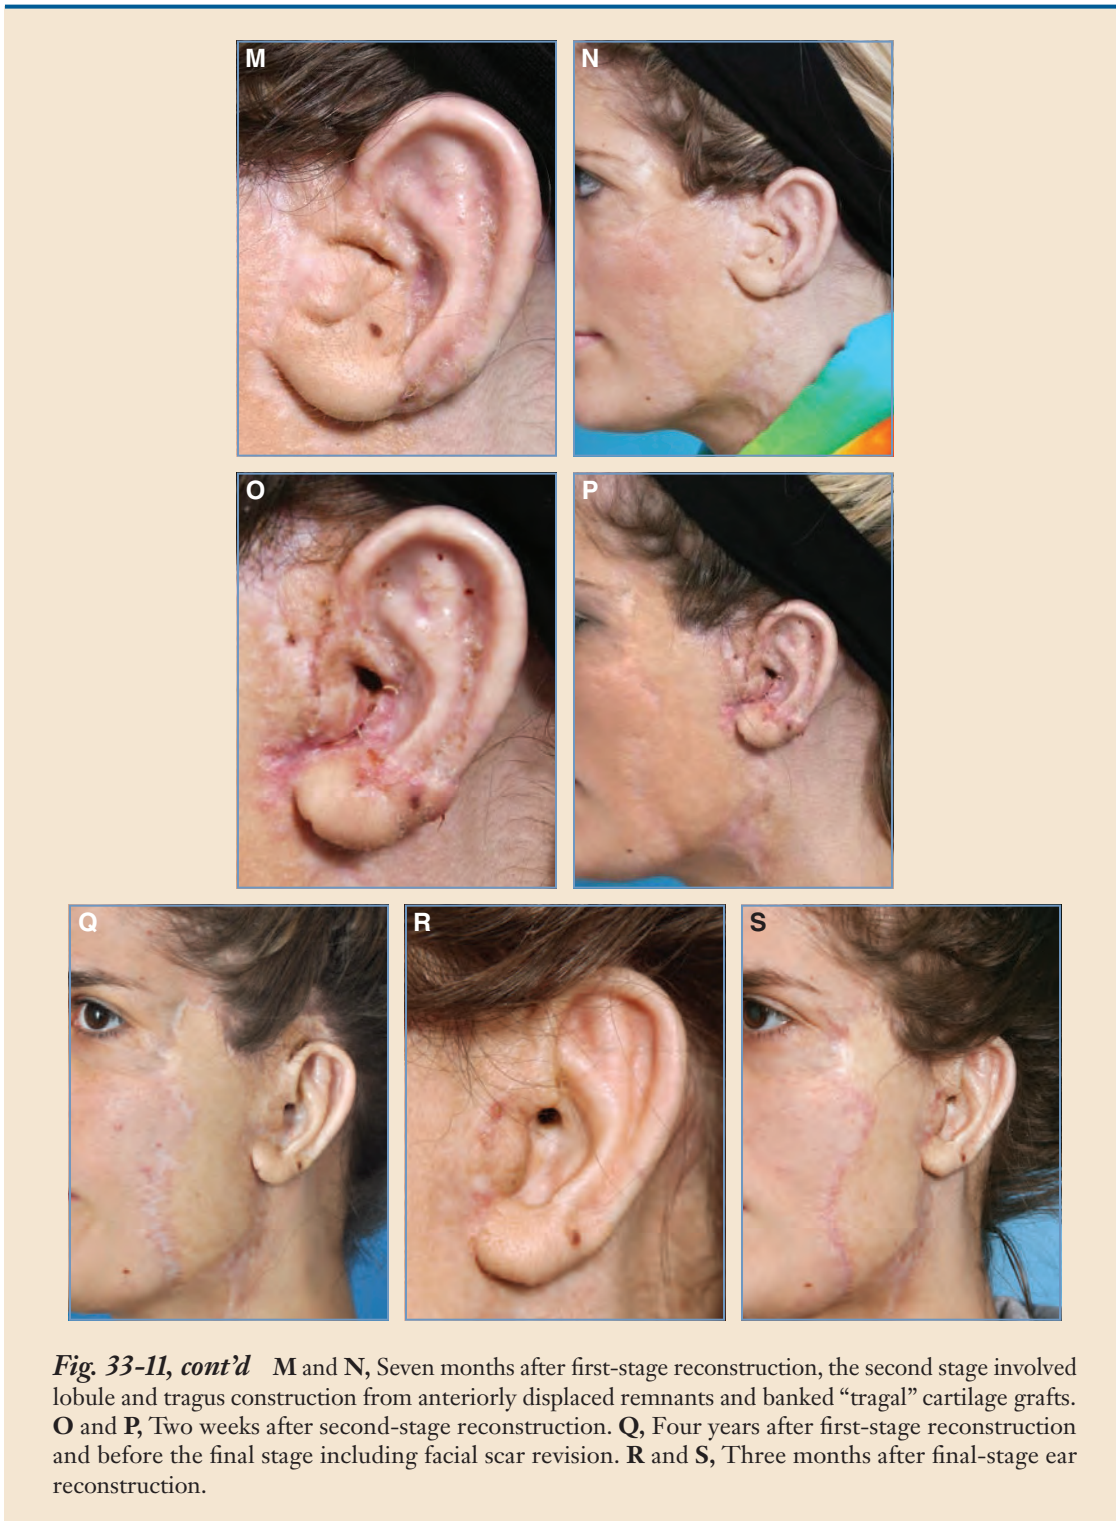 M
N
O
P
Q
R
S
Fig. 33-11, cont’d M and N, Seven months after first-stage reconstruction, the second stage involved
lobule and tragus construction from anteriorly displaced remnants and banked “tragal” cartilage grafts.
O and P, Two weeks after second-stage reconstruction. Q, Four years after first-stage reconstruction
and before the final stage including facial scar revision. R and S, Three months after final-stage ear
reconstruction.